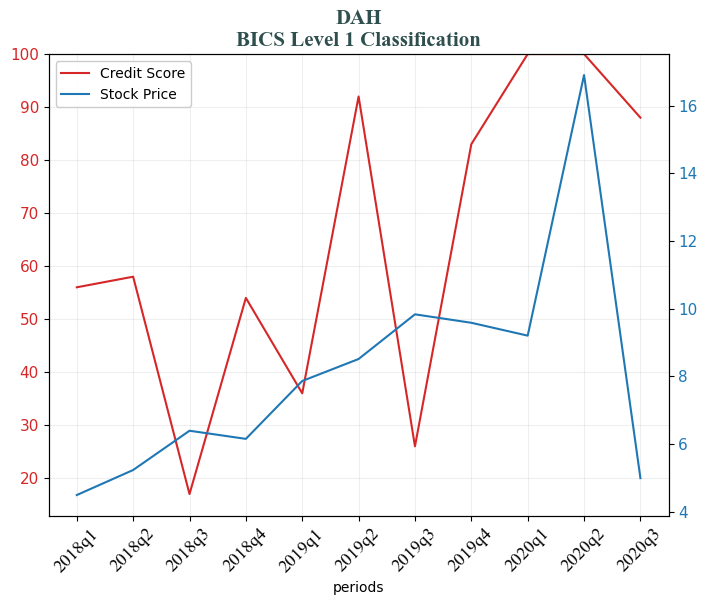 DAH
BICS Level 1 Classification
Credit Score
Stock Price
100
90
80
70
60
50
40
30
20
16
14
12
10
8
6
4
2018q1
2018q2
2018q3
2018q4
2019q1
2019q2
2019q3
2019q4
2020q1
2020q2
2020q3
periods